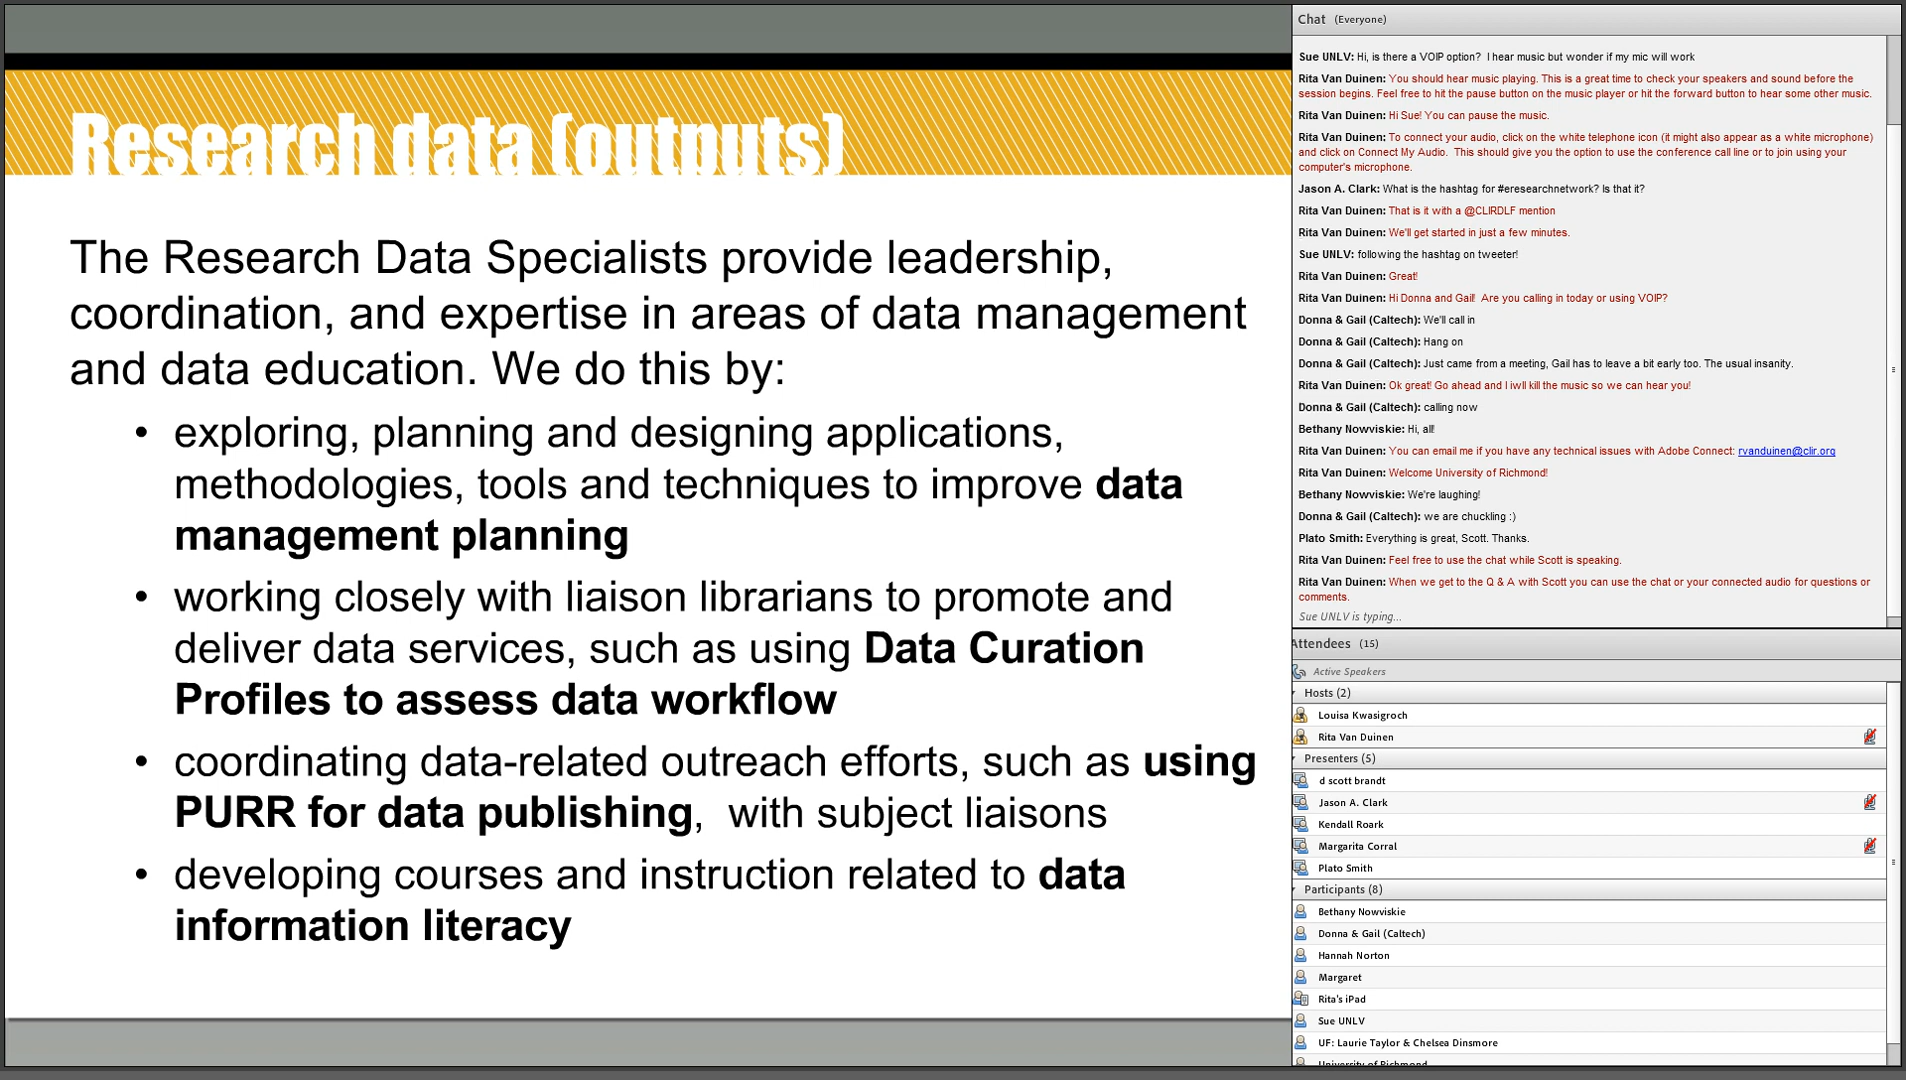 Research data (outputs)
The Research Data Specialists provide leadership,
coordination, and expertise in areas of data management
and data education. We do this by:
• exploring, planning and designing applications,
methodologies, tools and techniques to improve data
management planning
• working closely with liaison librarians to promote and
deliver data services, such as using Data Curation
Profiles to assess data workflow
• coordinating data-related outreach efforts, such as using
PURR for data publishing,  with subject liaisons
• developing courses and instruction related to data
information literacy
Chat (Everyone)
Sue UNLV: Hi, is there a VOIP option?  I hear music but wonder if my mic will work
Rita Van Duinen: You should hear music playing. This is a great time to check your speakers and sound before the
session begins. Feel free to hit the pause button on the music player or hit the forward button to hear some other music.
Rita Van Duinen: Hi Sue! You can pause the music.
Rita Van Duinen: To connect your audio, click on the white telephone icon (it might also appear as a white microphone)
and click on Connect My Audio.  This should give you the option to use the conference call line or to join using your
computer's microphone.
Jason A. Clark: What is the hashtag for #eresearchnetwork? Is that it?
Rita Van Duinen: That is it with a @CLIRDLF mention
Rita Van Duinen: We'll get started in just a few minutes.
Sue UNLV: following the hashtag on tweeter!
Rita Van Duinen: Great!
Rita Van Duinen: Hi Donna and Gail!  Are you calling in today or using VOIP?
Donna & Gail (Caltech): We'll call in
Donna & Gail (Caltech): Hang on
Donna & Gail (Caltech): Just came from a meeting, Gail has to leave a bit early too. The usual insanity.
Rita Van Duinen: Ok great! Go ahead and I iwll kill the music so we can hear you!
Donna & Gail (Caltech): calling now
Bethany Nowviskie: Hi, all!
Rita Van Duinen: You can email me if you have any technical issues with Adobe Connect: rvanduinen@clir.org
Rita Van Duinen: Welcome University of Richmond!
Bethany Nowviskie: We're laughing!
Donna & Gail (Caltech): we are chuckling :)
Plato Smith: Everything is great, Scott. Thanks.
Rita Van Duinen: Feel free to use the chat while Scott is speaking.
Rita Van Duinen: When we get to the Q & A with Scott you can use the chat or your connected audio for questions or
comments.
Sue UNLV is typing...
Attendees (15)
Active Speakers
Hosts (2)
Louisa Kwasigroch
Rita Van Duinen
Presenters (5)
d scott brandt
Jason A. Clark
Kendall Roark
Margarita Corral
Plato Smith
Participants (8)
Bethany Nowviskie
Donna & Gail (Caltech)
Hannah Norton
Margaret
Rita's iPad
Sue UNLV
UF: Laurie Taylor & Chelsea Dinsmore
University of Richmond